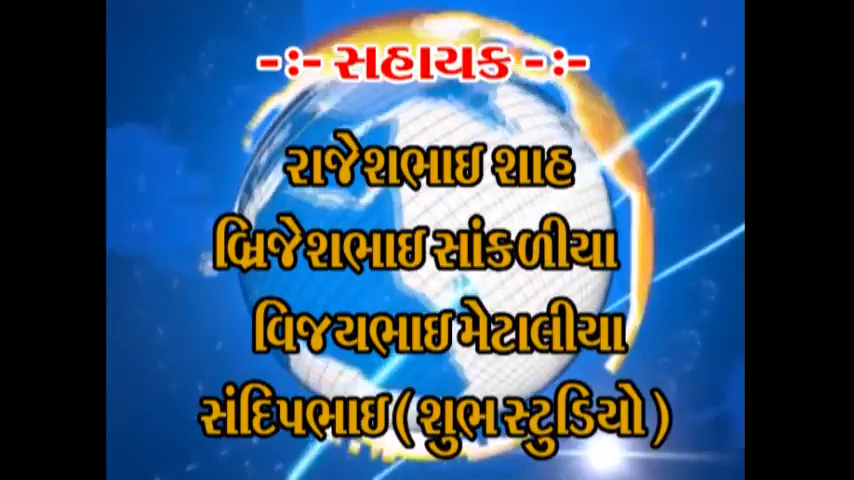 -ః- સહાયક -ః-
રાજેશભાઇ શાહ
બ્રિજેશભાઇ સાંકળીયા
વિજયભાઇ મેટાલીયા
સંદિપભાઇ ( શુભ સ્ટુડિયો )